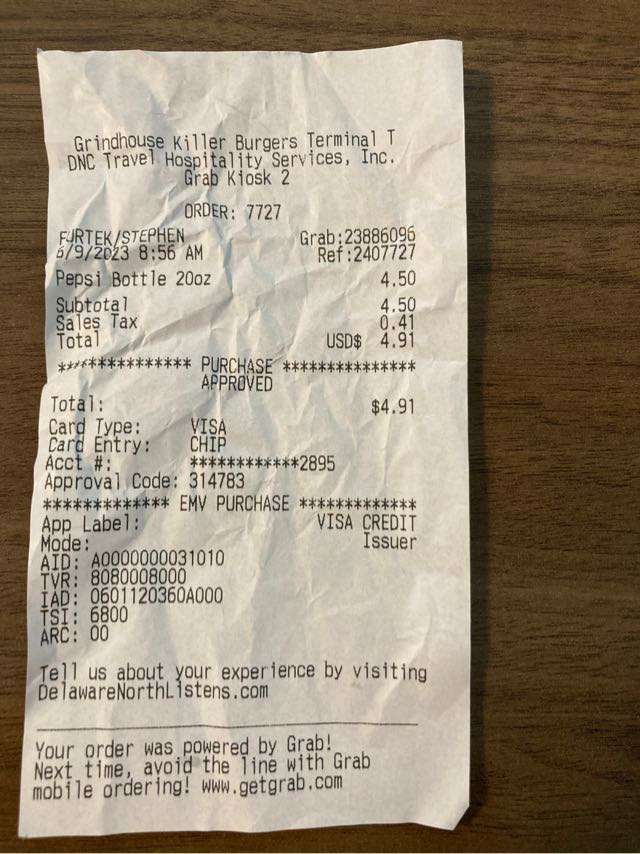 Grindhouse Killer Burgers Terminal T
DNC Travel Hospitality Services, Inc.
Grab Kiosk 2
ORDER: 7727
FURTEK/STEPHEN Grab:23886096
6/9/2023 8:56 AM Ref:2407727
Pepsi Bottle 20oz 4.50
Subtotal 4.50
Sales Tax 0.41
Total USD$ 4.91
*************** PURCHASE ***************
APPROVED
Total: $4.91
Card Type: VISA
Card Entry: CHIP
Acct #: ************2895
Approval Code: 314783
************* EMV PURCHASE *************
App Label: VISA CREDIT
Mode: Issuer
AID: A0000000031010
TVR: 8080008000
IAD: 0601120360A000
TSI: 6800
ARC: 00
Tell us about your experience by visiting
DelawareNorthListens.com
Your order was powered by Grab!
Next time, avoid the line with Grab
mobile ordering! www.getgrab.com